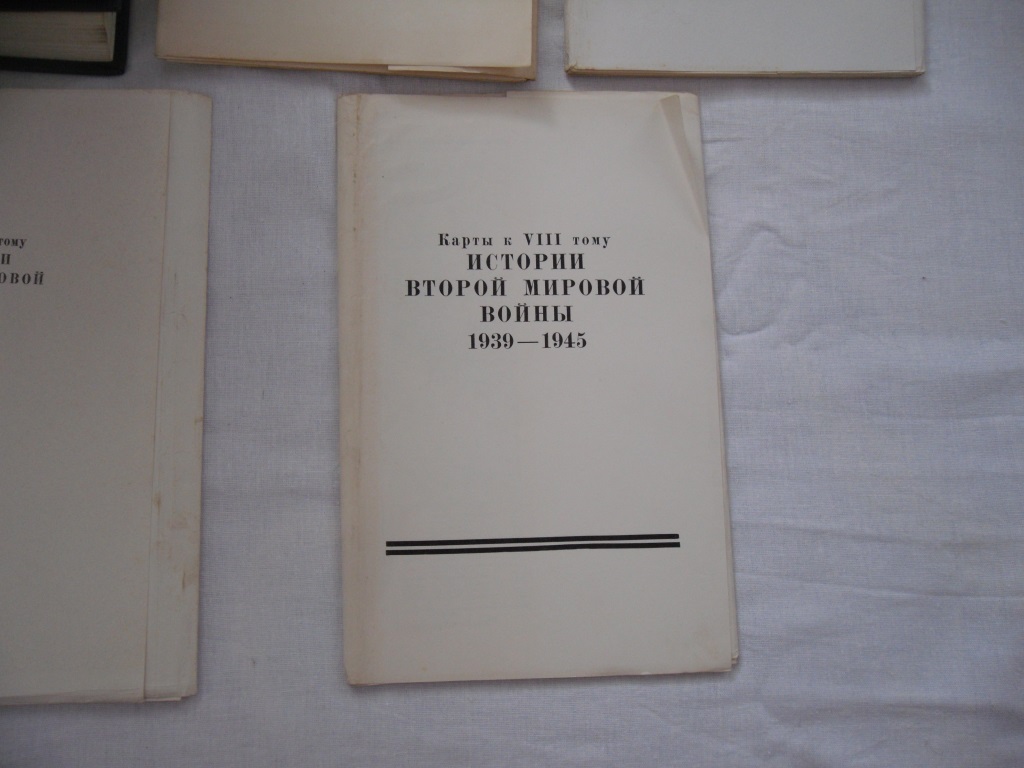 тому
И
ОВОЙ
Карты к VIII тому
ИСТОРИИ
ВТОРОЙ МИРОВОЙ
ВОЙНЫ
1939—1945